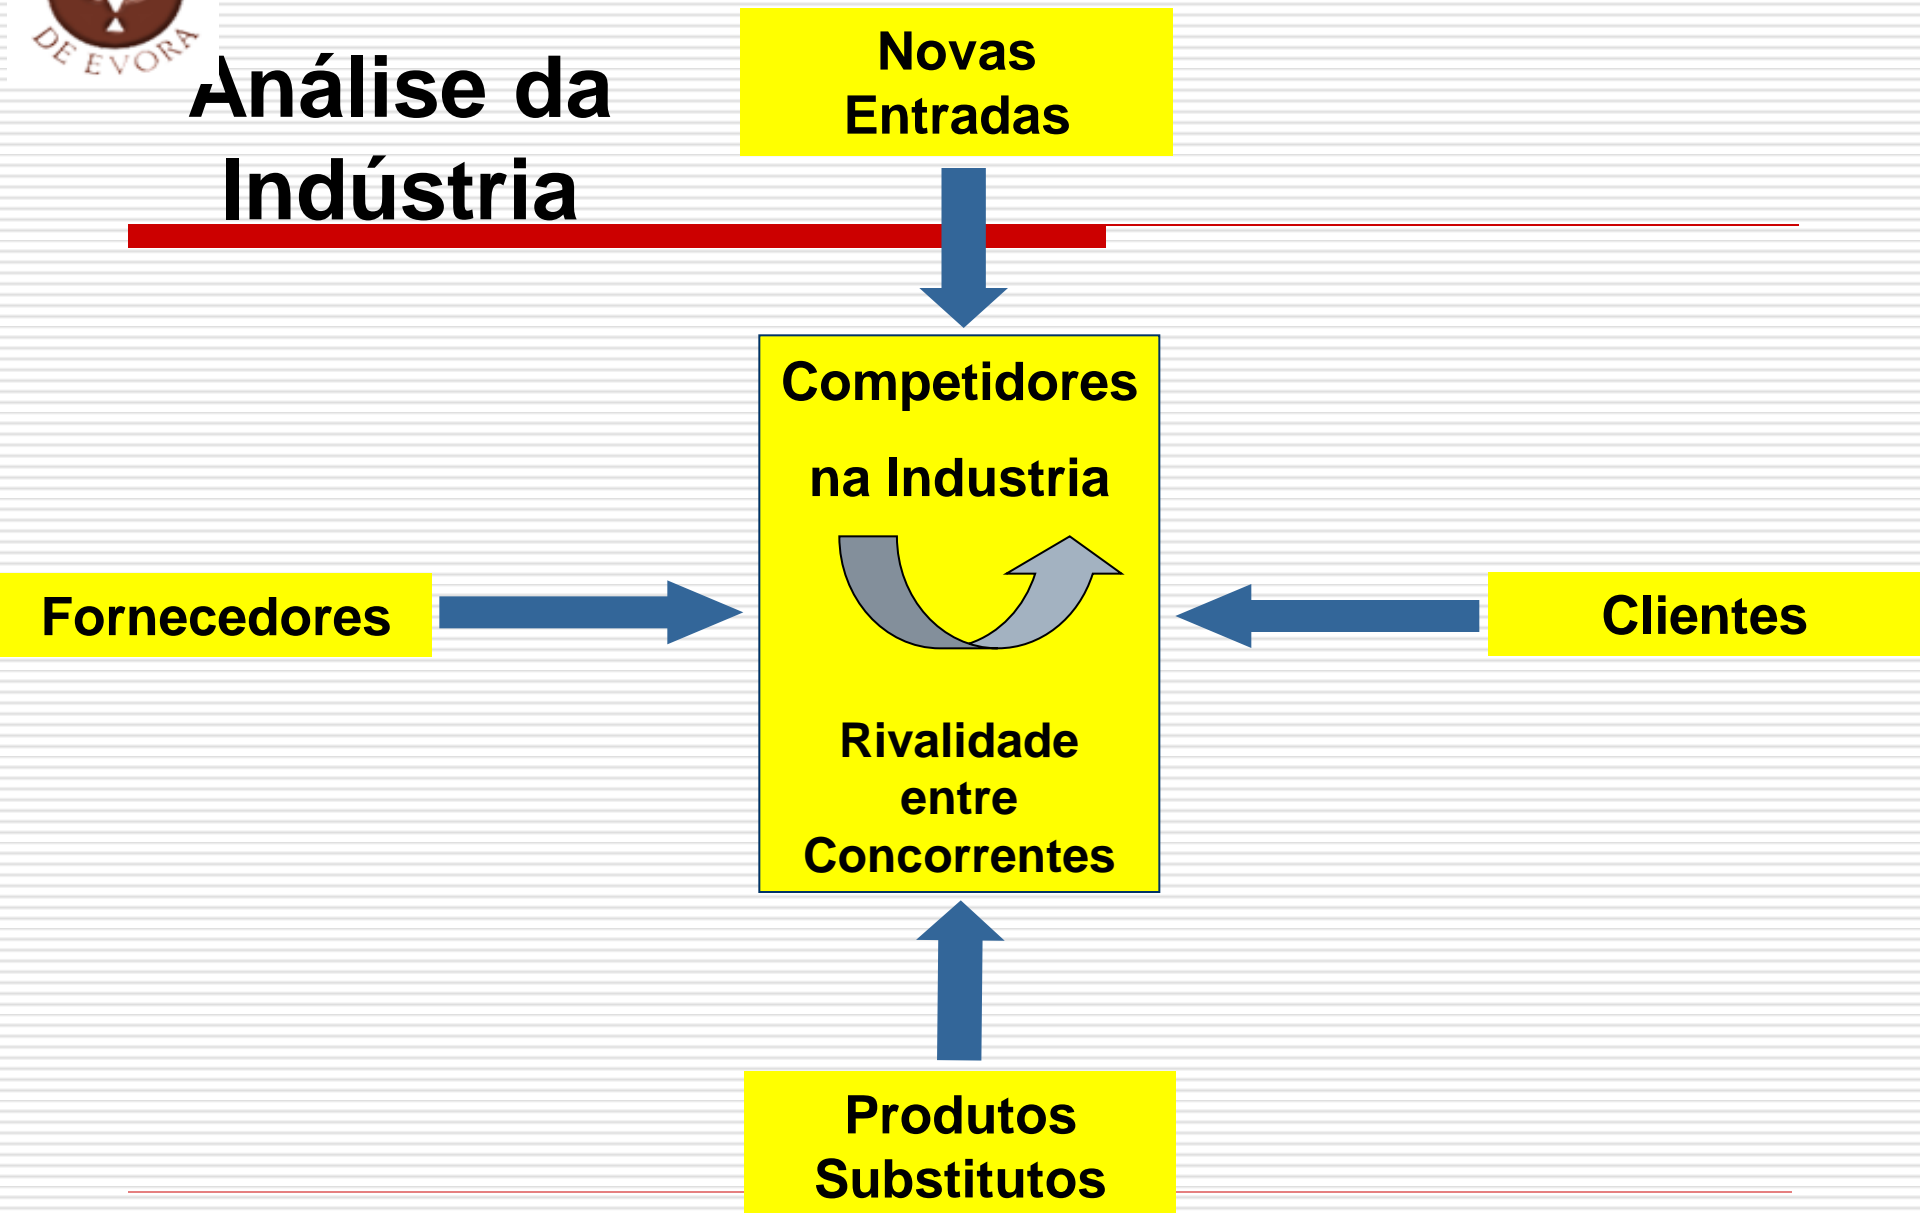 DE EVORA
Análise da
Indústria
Novas
Entradas
Competidores
na Industria
Fornecedores
Clientes
Rivalidade
entre
Concorrentes
Produtos
Substitutos